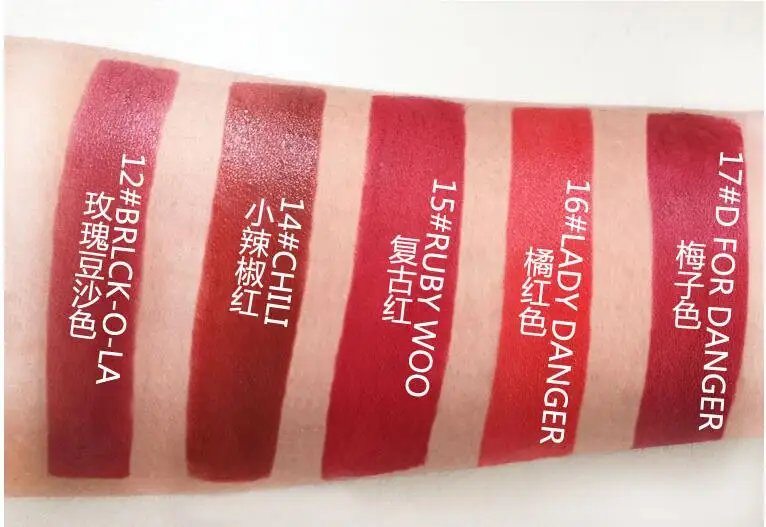 12#BRLCK-O-LA
玫瑰豆沙色
14#CHILI
小辣椒红
15#RUBY WOO
复古红
16#LADY DANGER
橘红色
17#D FOR DANGER
梅子色